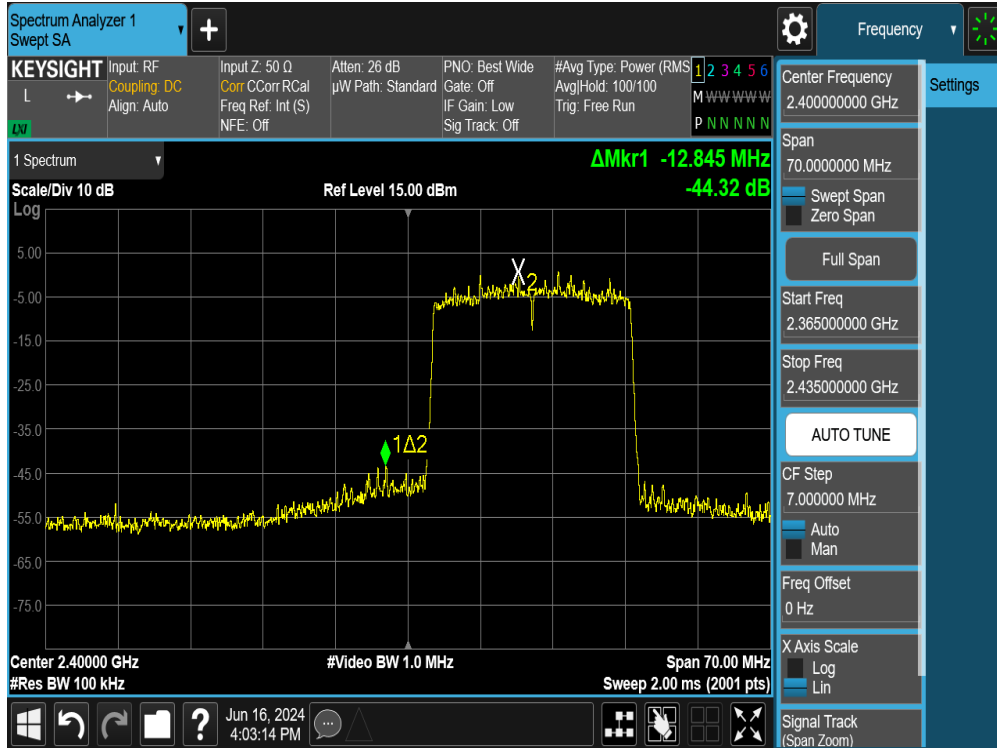 Spectrum Analyzer 1
Swept SA
+
Frequency
KEYSIGHT
L
LXI
Input: RF
Coupling: DC
Align: Auto
Input Z: 50 Ω
Corr CCorr RCal
Freq Ref: Int (S)
NFE: Off
Atten: 26 dB
µW Path: Standard
PNO: Best Wide
Gate: Off
IF Gain: Low
Sig Track: Off
#Avg Type: Power (RMS
Avg|Hold: 100/100
Trig: Free Run
1 2 3 4 5 6
M W W W W W W
P N N N N N
1 Spectrum
ΔMkr1 -12.845 MHz
-44.32 dB
Scale/Div 10 dB
Ref Level 15.00 dBm
Log
5.00
-5.00
-15.0
-25.0
-35.0
-45.0
-55.0
-65.0
-75.0
X2
1Δ2
Center 2.40000 GHz
#Video BW 1.0 MHz
Span 70.00 MHz
#Res BW 100 kHz
Sweep 2.00 ms (2001 pts)
Center Frequency
2.400000000 GHz
Settings
Span
70.0000000 MHz
Swept Span
Zero Span
Full Span
Start Freq
2.365000000 GHz
Stop Freq
2.435000000 GHz
AUTO TUNE
CF Step
7.000000 MHz
Auto
Man
Freq Offset
0 Hz
X Axis Scale
Log
Lin
Signal Track
(Span Zoom)
?
Jun 16, 2024
4:03:14 PM